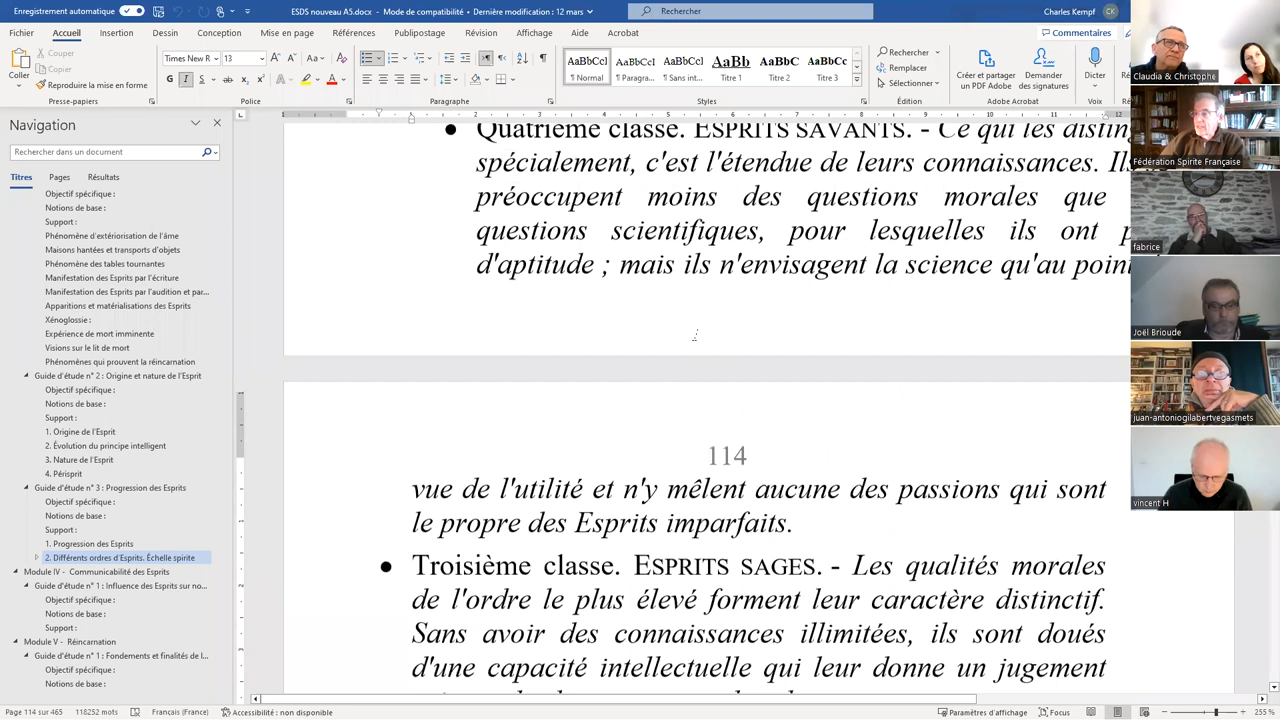 Enregistrement automatique
ESDS nouveau A5.docx - Mode de compatibilité • Dernière modification : 12 mars
Rechercher
Charles Kempf
CK
Fichier Accueil Insertion Dessin Conception Mise en page Références Publipostage Révision Affichage Aide Acrobat
Commentaires
Coller
Couper
Copier
Reproduire la mise en forme
Presse-papiers
Times New R
13
Police
Paragraphe
AaBbCcI
¶ Normal
AaBbCcI
¶ Paragra...
AaBbCcI
¶ Sans int...
AaBb
Titre 1
AaBbC
Titre 2
AaBbCc
Titre 3
Styles
Rechercher
Remplacer
Sélectionner
Édition
Créer et partager
un PDF Adobe
Demander
des signatures
Adobe Acrobat
Dicter
Navigation
Rechercher dans un document
Titres Pages Résultats
Objectif spécifique :
Notions de base :
Support :
Phénomène d'extériorisation de l'âme
Maisons hantées et transports d'objets
Phénomène des tables tournantes
Manifestation des Esprits par l'écriture
Manifestation des Esprits par l'audition et par...
Apparitions et matérialisations des Esprits
Xénoglossie :
Expérience de mort imminente
Visions sur le lit de mort
Phénomènes qui prouvent la réincarnation
Guide d'étude n° 2 : Origine et nature de l'Esprit
Objectif spécifique :
Notions de base :
Support :
1. Origine de l'Esprit
2. Évolution du principe intelligent
3. Nature de l'Esprit
4. Périsprit
Guide d'étude n° 3 : Progression des Esprits
Objectif spécifique :
Notions de base :
Support :
1. Progression des Esprits
2. Différents ordres d'Esprits. Échelle spirite
Module IV - Communicabilité des Esprits
Guide d'étude n° 1 : Influence des Esprits sur no...
Objectif spécifique :
Notions de base :
Support :
Module V - Réincarnation
Guide d'étude n° 1 : Fondements et finalités de l...
Objectif spécifique :
Notions de base :
• Quatrième classe. ESPRITS SAVANTS. - Ce qui les
spécialement, c'est l'étendue de leurs connaissances.
préoccupent moins des questions morales que
questions scientifiques, pour lesquelles ils ont
d'aptitude ; mais ils n'envisagent la science qu'au
114
vue de l'utilité et n'y mêlent aucune des passions qui sont
le propre des Esprits imparfaits.
• Troisième classe. ESPRITS SAGES. - Les qualités morales
de l'ordre le plus élevé forment leur caractère distinctif.
Sans avoir des connaissances illimitées, ils sont doués
d'une capacité intellectuelle qui leur donne un jugement
Claudia & Christophe
Fédération Spirite Française
fabrice
Joël Brioude
juan-antoniogilabertvegasmets
vincent H
Page 114 sur 465 118252 mots Français (France) Accessibilité : non disponible
Paramètres d'affichage Focus 255 %